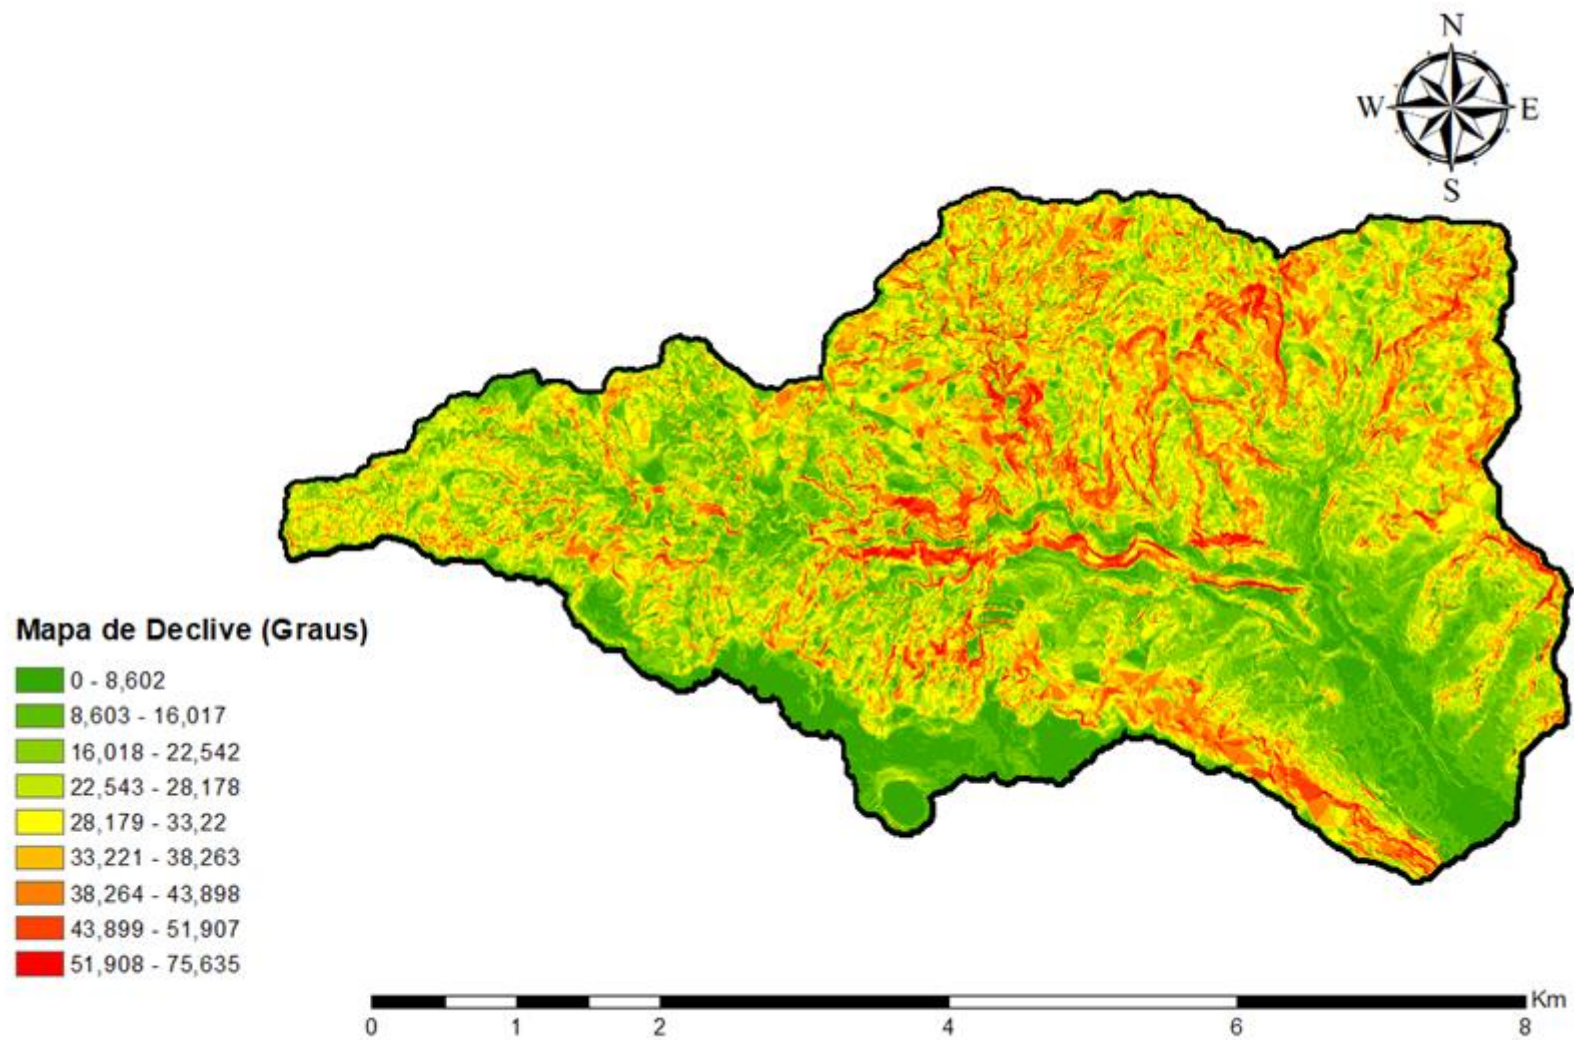 N
W E
S
Mapa de Declive (Graus)
0 - 8,602
8,603 - 16,017
16,018 - 22,542
22,543 - 28,178
28,179 - 33,22
33,221 - 38,263
38,264 - 43,898
43,899 - 51,907
51,908 - 75,635
Km
0 1 2 4 6 8